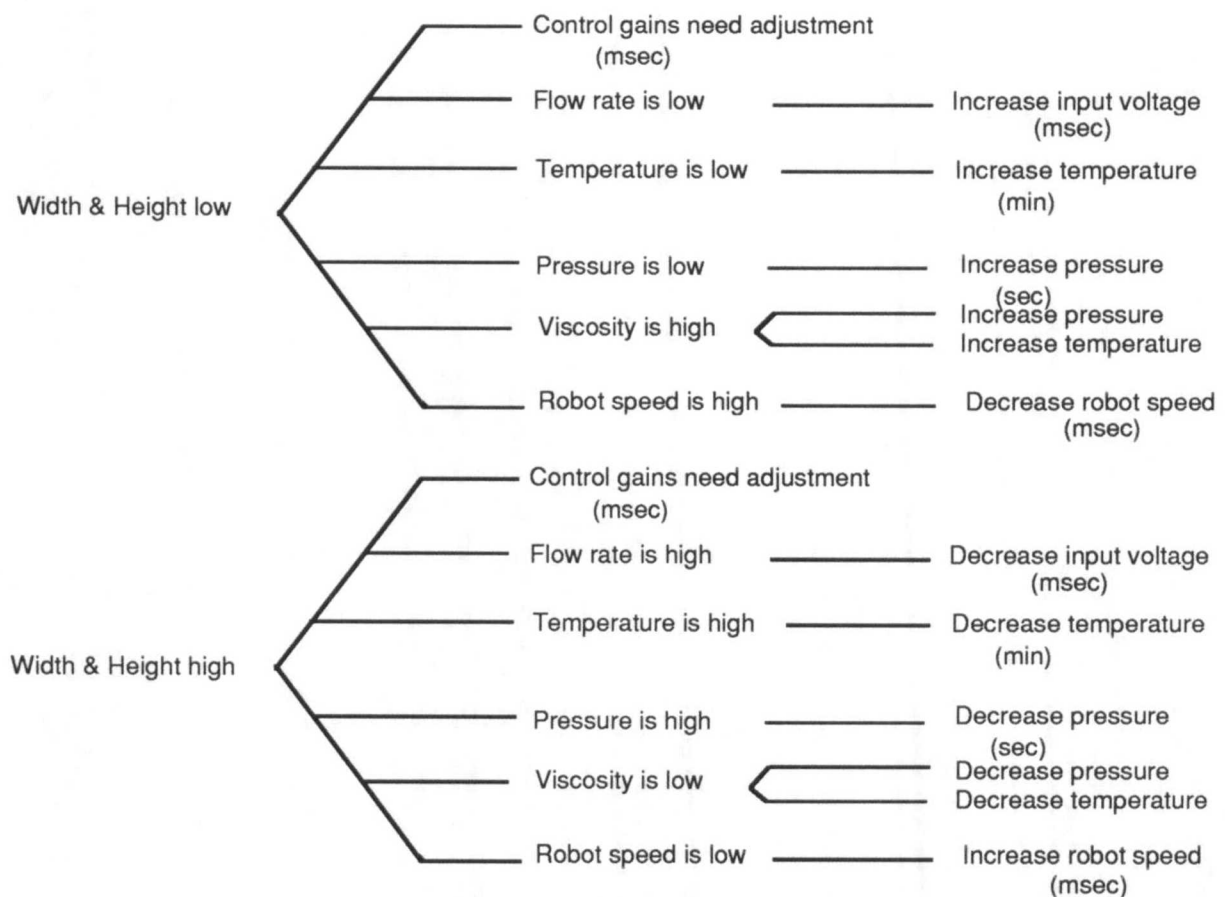 Control gains need adjustment
(msec)
Flow rate is low
Increase input voltage
(msec)
Temperature is low
Increase temperature
(min)
Width & Height low
Pressure is low
Increase pressure
(sec)
Viscosity is high
Increase pressure
Increase temperature
Robot speed is high
Decrease robot speed
(msec)
Control gains need adjustment
(msec)
Flow rate is high
Decrease input voltage
(msec)
Temperature is high
Decrease temperature
(min)
Width & Height high
Pressure is high
Decrease pressure
(sec)
Viscosity is low
Decrease pressure
Decrease temperature
Robot speed is low
Increase robot speed
(msec)